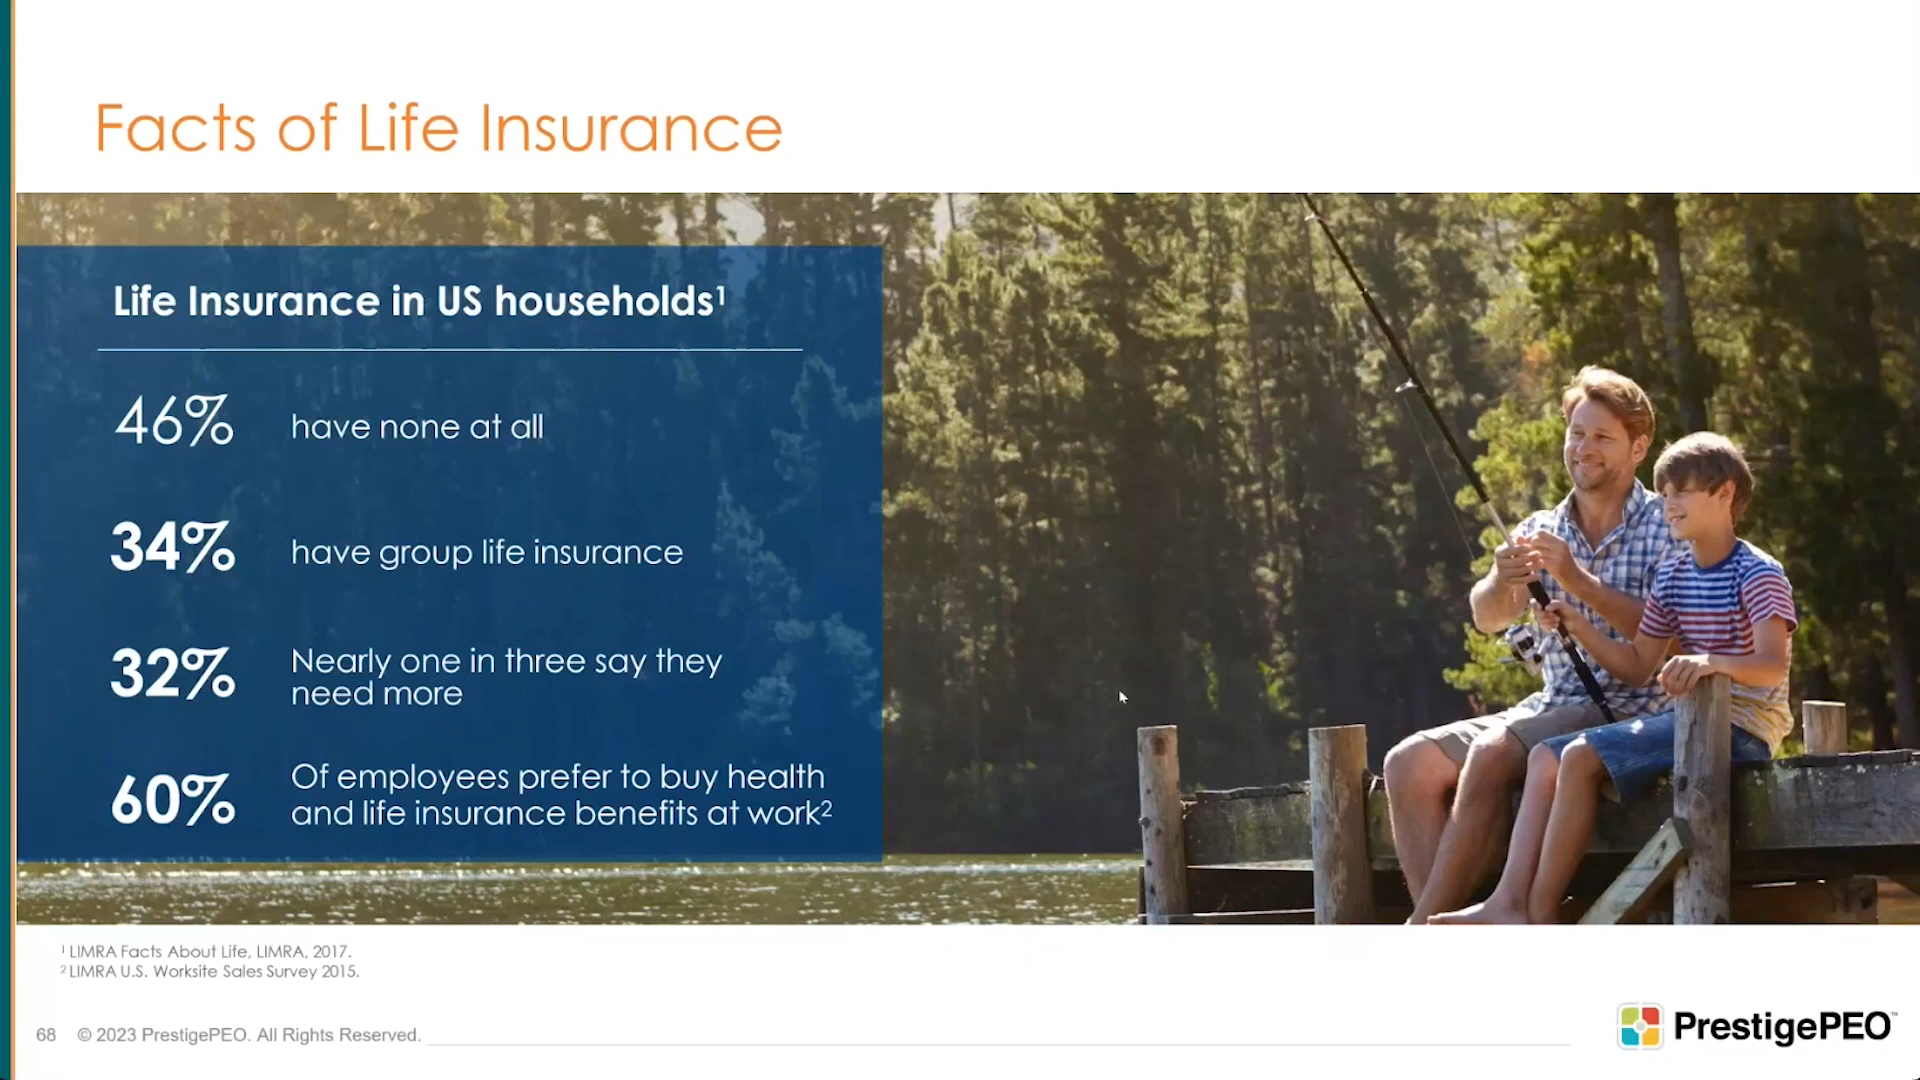 Facts of Life Insurance
Life Insurance in US households¹
46% have none at all
34% have group life insurance
32% Nearly one in three say they
need more
60% Of employees prefer to buy health
and life insurance benefits at work²
¹ LIMRA Facts About Life, LIMRA, 2017.
² LIMRA U.S. Worksite Sales Survey 2015.
68 © 2023 PrestigePEO. All Rights Reserved.
PrestigePEO™